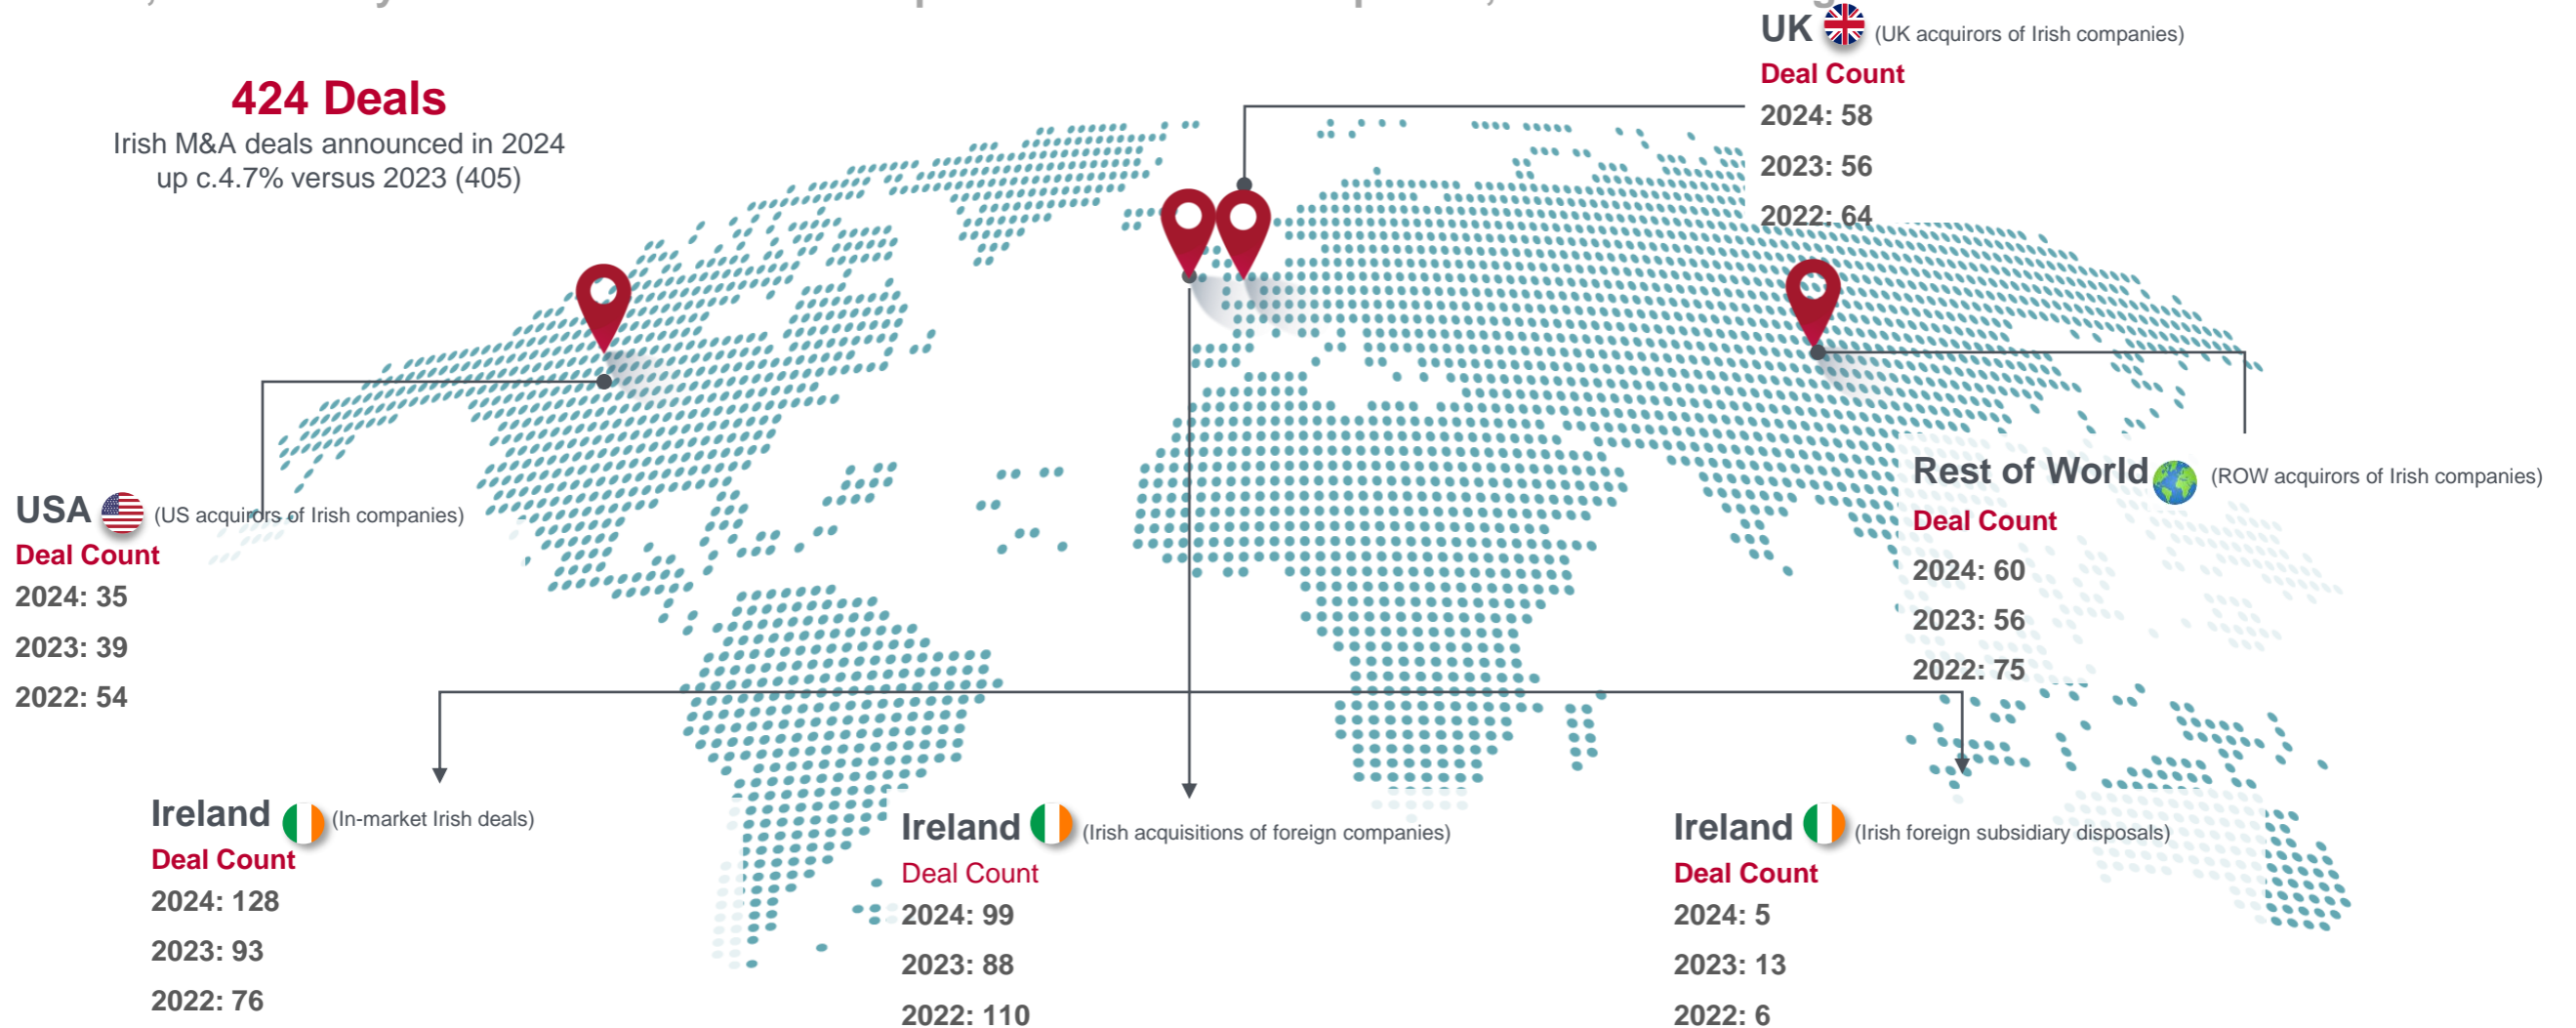 424 Deals
Irish M&A deals announced in 2024
up c.4.7% versus 2023 (405)
UK (UK acquirors of Irish companies)
Deal Count
2024: 58
2023: 56
2022: 64
USA (US acquirors of Irish companies)
Deal Count
2024: 35
2023: 39
2022: 54
Rest of World (ROW acquirors of Irish companies)
Deal Count
2024: 60
2023: 56
2022: 75
Ireland (In-market Irish deals)
Deal Count
2024: 128
2023: 93
2022: 76
Ireland (Irish acquisitions of foreign companies)
Deal Count
2024: 99
2023: 88
2022: 110
Ireland (Irish foreign subsidiary disposals)
Deal Count
2024: 5
2023: 13
2022: 6